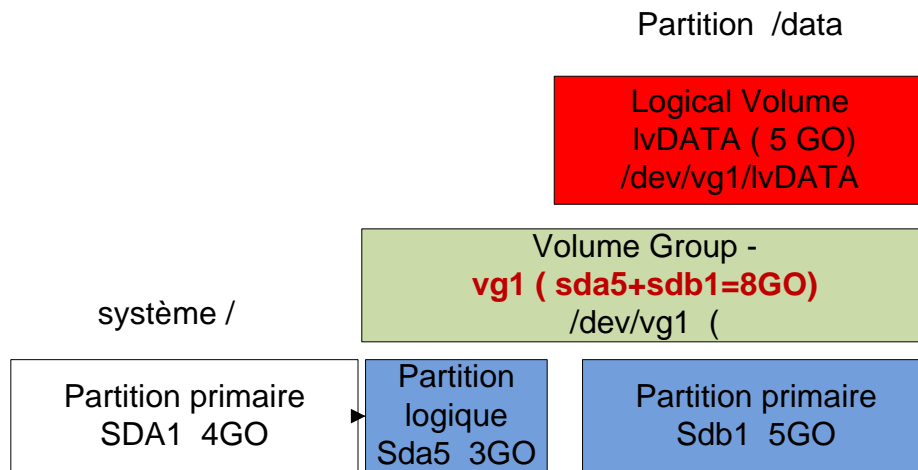 Partition /data
Logical Volume
lvDATA ( 5 GO)
/dev/vg1/lvDATA
Volume Group -
vg1 ( sda5+sdb1=8GO)
/dev/vg1 (
système /
Partition primaire
SDA1 4GO
Partition
logique
Sda5 3GO
Partition primaire
Sdb1 5GO